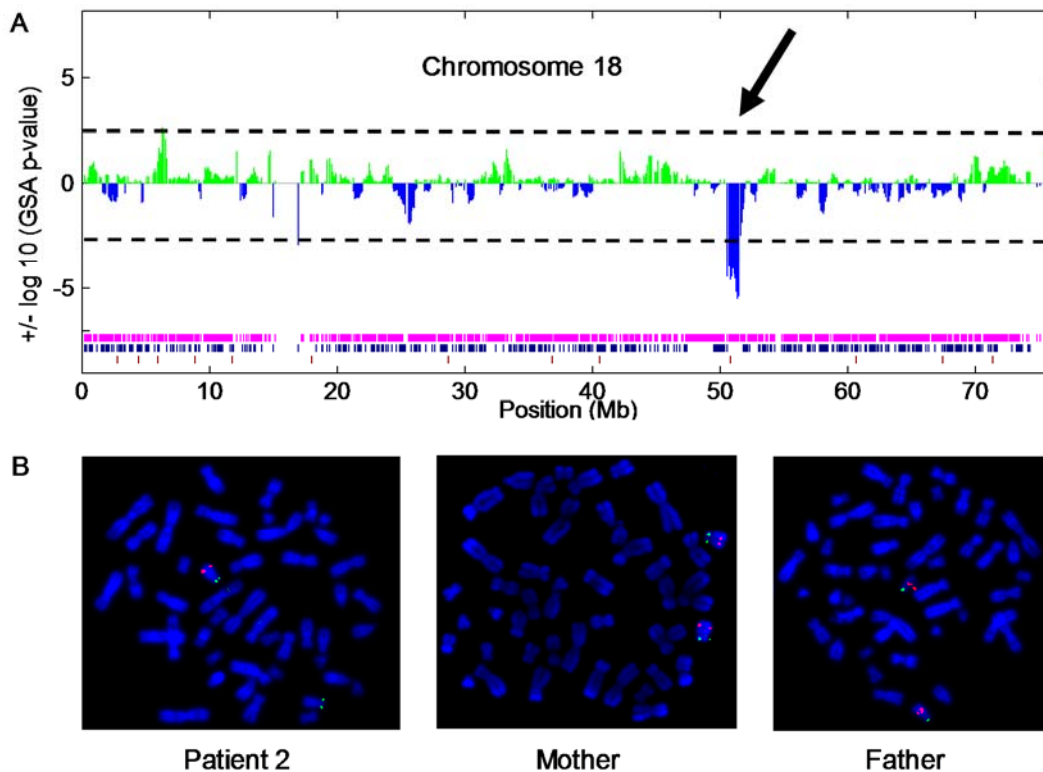 A
Chromosome 18
+/- log 10 (GSA p-value)
5
0
-5
0 10 20 30 40 50 60 70
Position (Mb)
B
Patient 2 Mother Father